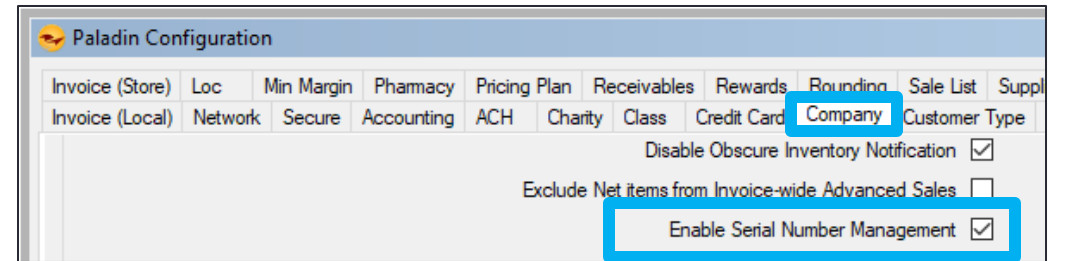 Paladin Configuration
Invoice (Store) Loc Min Margin Pharmacy Pricing Plan Receivables Rewards Rounding Sale List Suppl
Invoice (Local) Network Secure Accounting ACH Charity Class Credit Card Company Customer Type
Disable Obscure Inventory Notification
Exclude Net items from Invoice-wide Advanced Sales
Enable Serial Number Management